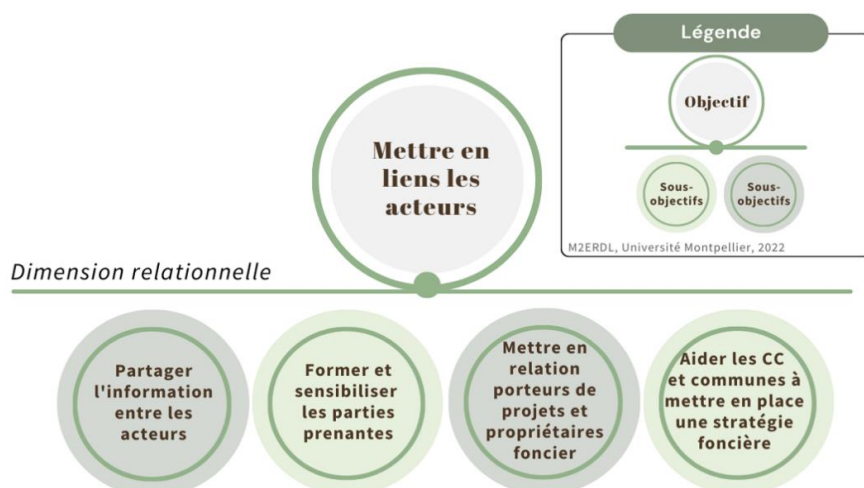 Légende
Objectif
Sous-
objectifs
Sous-
objectifs
M2ERDL, Université Montpellier, 2022
Mettre en
liens les
acteurs
Dimension relationnelle
Partager
l'information
entre les
acteurs
Former et
sensibiliser
les parties
prenantes
Mettre en
relation
porteurs de
projets et
propriétaires
foncier
Aider les CC
et communes à
mettre en place
une stratégie
foncière